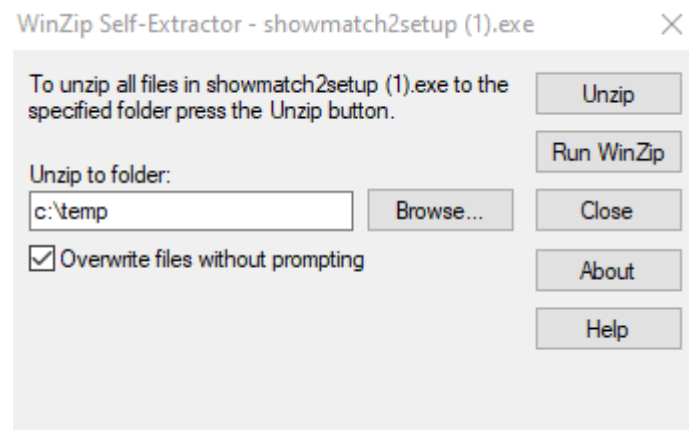 WinZip Self-Extractor - showmatch2setup (1).exe
To unzip all files in showmatch2setup (1).exe to the
specified folder press the Unzip button.
Unzip to folder:
c:\temp
Browse...
Overwrite files without prompting
Unzip
Run WinZip
Close
About
Help